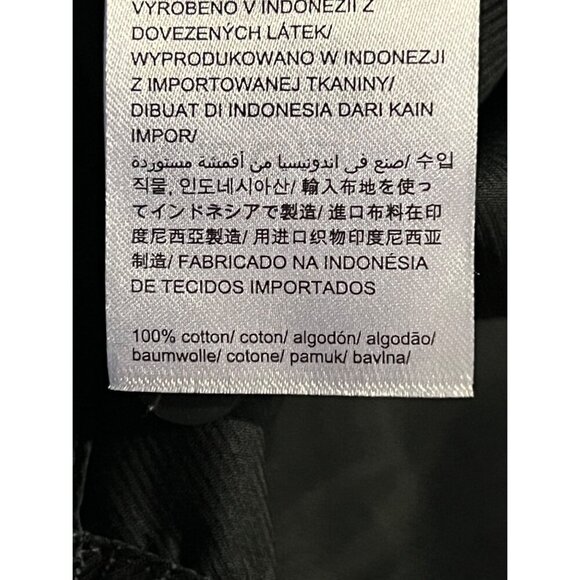 VYROBENO V INDONÉZII Z
DOVEZENÝCH LÁTEK/
WYPRODUKOWANO W INDONEZJI
Z IMPORTOWANEJ TKANINY/
DIBUAT DI INDONESIA DARI KAIN
IMPOR/
صنع في اندونيسيا من أقمشة مستوردة/ 수입
직물, 인도네시아산/ 輸入布地を使っ
てインドネシアで製造/ 進口布料在印
度尼西亞製造/ 用进口织物印度尼西亚
制造/ FABRICADO NA INDONÉSIA
DE TECIDOS IMPORTADOS
100% cotton/ coton/ algodón/ algodão/
baumwolle/ cotone/ pamuk/ bavlna/